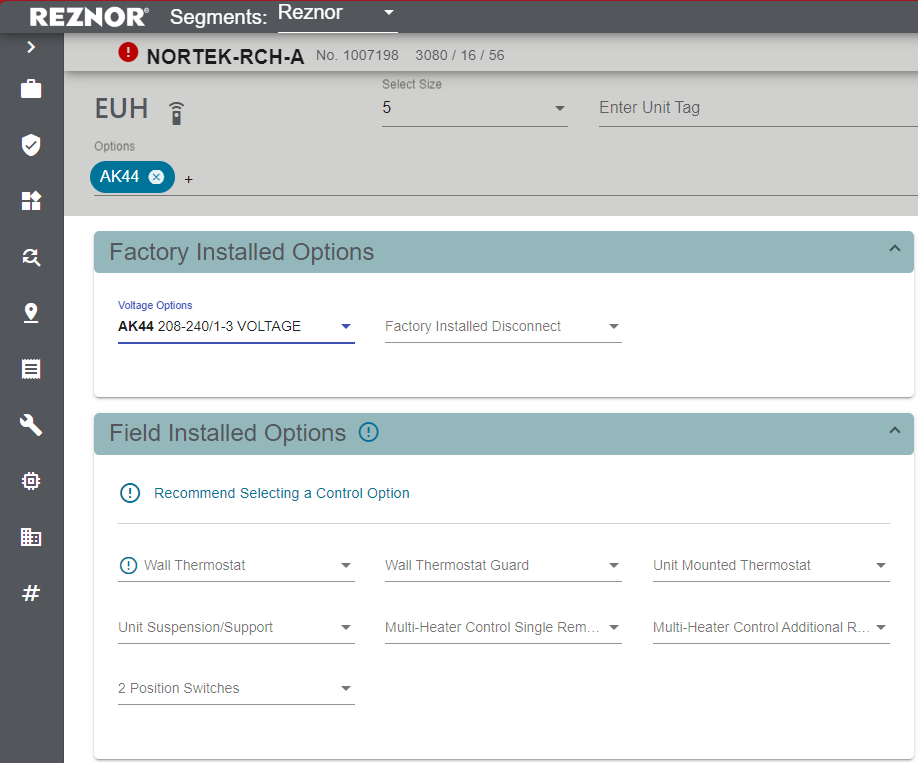 REZNOR® Segments: Reznor
NORTEK-RCH-A No. 1007198 3080 / 16 / 56
Select Size
EUH 5 Enter Unit Tag
Options
AK44 +
Factory Installed Options
Voltage Options
AK44 208-240/1-3 VOLTAGE Factory Installed Disconnect
Field Installed Options
Recommend Selecting a Control Option
Wall Thermostat Wall Thermostat Guard Unit Mounted Thermostat
Unit Suspension/Support Multi-Heater Control Single Rem... Multi-Heater Control Additional R...
2 Position Switches
#